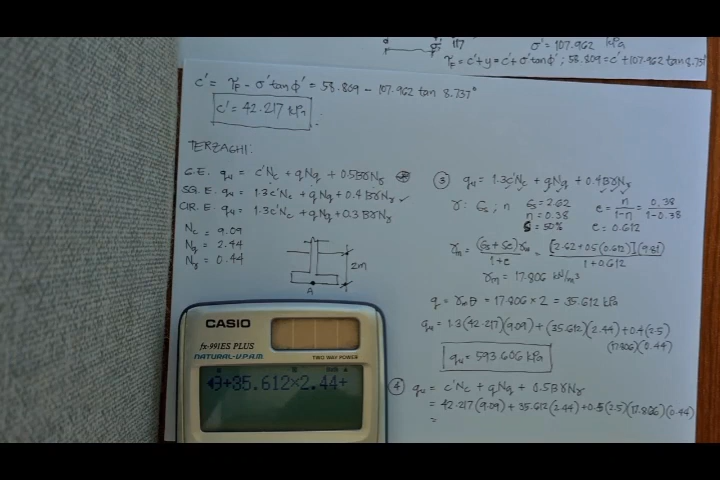 σ' = 107.962 kPa
τF = c'+y = c'+ σ'tanφ' ; 58.809 = c' + 107.962 tan 8.737°
c' = τF - σ'tanφ' = 58.809 - 107.962 tan 8.737°
c' = 42.217 kPa
TERZAGHI:
G.E. qu = c'Nc + qNq + 0.5BγNγ
SQ.E. qu = 1.3c'Nc + qNq + 0.4BγNγ ✓
CIR.E. qu = 1.3c'Nc + qNq + 0.3BγNγ
Nc = 9.09
Nq = 2.44
Nγ = 0.44
2m
A
CASIO
fx-991ES PLUS
NATURAL-V.P.A.M.
TWO WAY POWER
3+35.612×2.44+
③ qu = 1.3c'Nc + qNq + 0.4BγNγ
γ: Gs, n Gs = 2.62 e = n/1-n = 0.38/1-0.38
n = 0.38
S = 50% e = 0.612
γm = (Gs+Se)γw/1+e = [2.62+0.5(0.612)](9.81)/1+0.612
γm = 17.806 kN/m³
q = γmD = 17.806 × 2 = 35.612 kPa
qu = 1.3(42.217)(9.09) + (35.612)(2.44) + 0.4(2.5)
(17.806)(0.44)
qu = 593.606 kPa
④ qu = c'Nc + qNq + 0.5BγNγ
= 42.217(9.09) + 35.612(2.44) + 0.5(2.5)(17.806)(0.44)
=